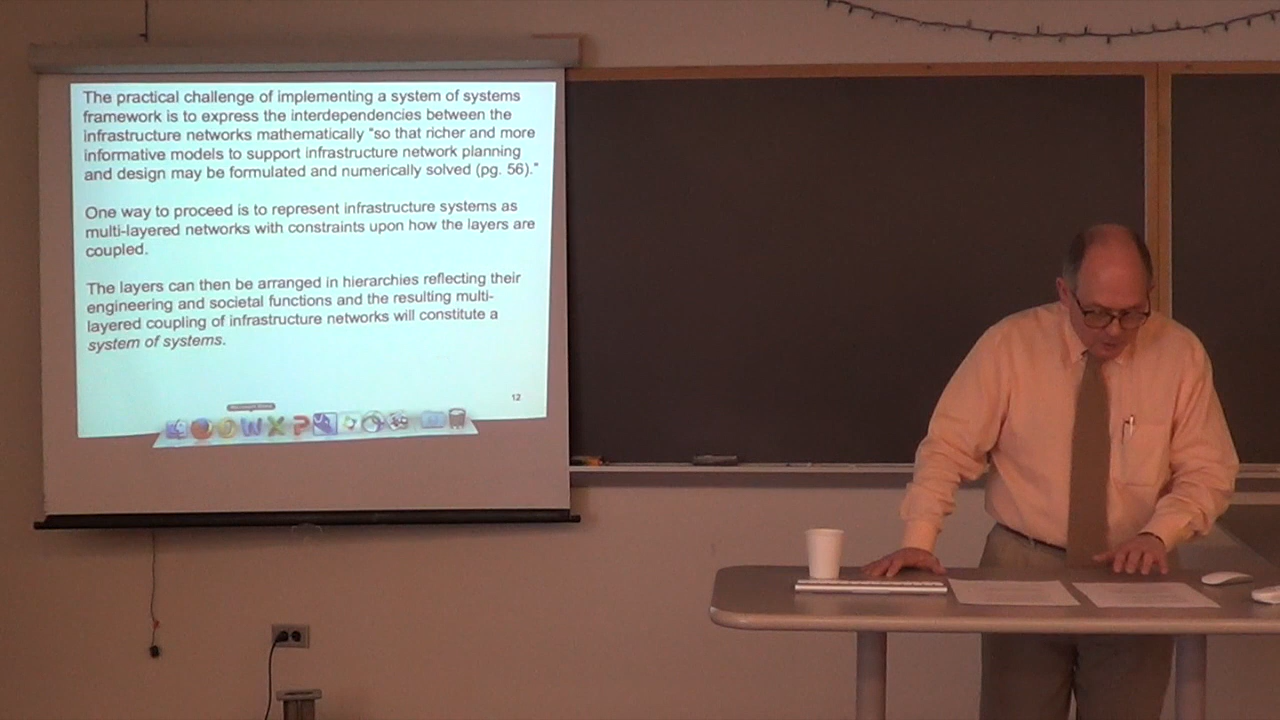 The practical challenge of implementing a system of systems
framework is to express the interdependencies between the
infrastructure networks mathematically "so that richer and more
informative models to support infrastructure network planning
and design may be formulated and numerically solved (pg. 56)."
One way to proceed is to represent infrastructure systems as
multi-layered networks with constraints upon how the layers are
coupled.
The layers can then be arranged in hierarchies reflecting their
engineering and societal functions and the resulting multi-
layered coupling of infrastructure networks will constitute a
system of systems.
12